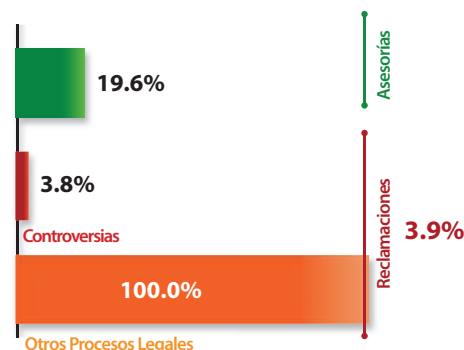 Asesorías
19.6%
3.8%
Controversias
Reclamaciones
3.9%
100.0%
Otros Procesos Legales